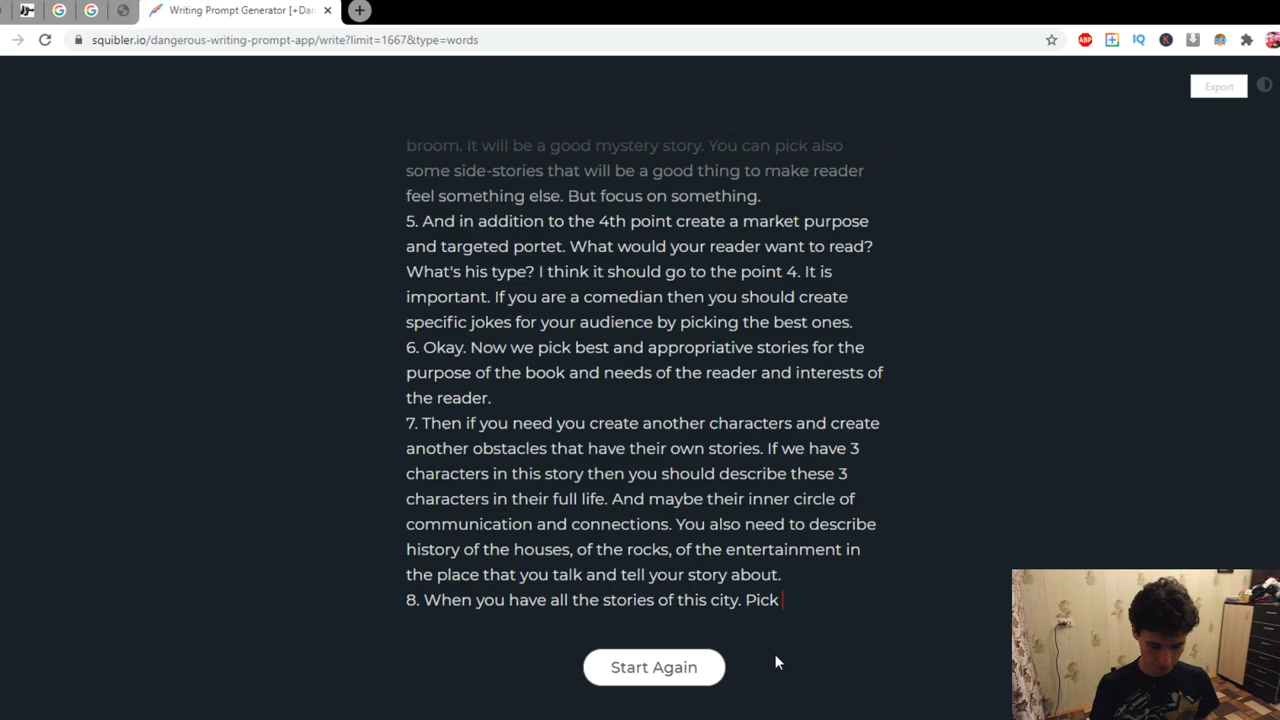 Writing Prompt Generator [+Dan
squibler.io/dangerous-writing-prompt-app/write?limit=1667&type=words
ABP
IQ
K
Export
broom. It will be a good mystery story. You can pick also
some side-stories that will be a good thing to make reader
feel something else. But focus on something.
5. And in addition to the 4th point create a market purpose
and targeted portet. What would your reader want to read?
What's his type? I think it should go to the point 4. It is
important. If you are a comedian then you should create
specific jokes for your audience by picking the best ones.
6. Okay. Now we pick best and appropriative stories for the
purpose of the book and needs of the reader and interests of
the reader.
7. Then if you need you create another characters and create
another obstacles that have their own stories. If we have 3
characters in this story then you should describe these 3
characters in their full life. And maybe their inner circle of
communication and connections. You also need to describe
history of the houses, of the rocks, of the entertainment in
the place that you talk and tell your story about.
8. When you have all the stories of this city. Pick
Start Again